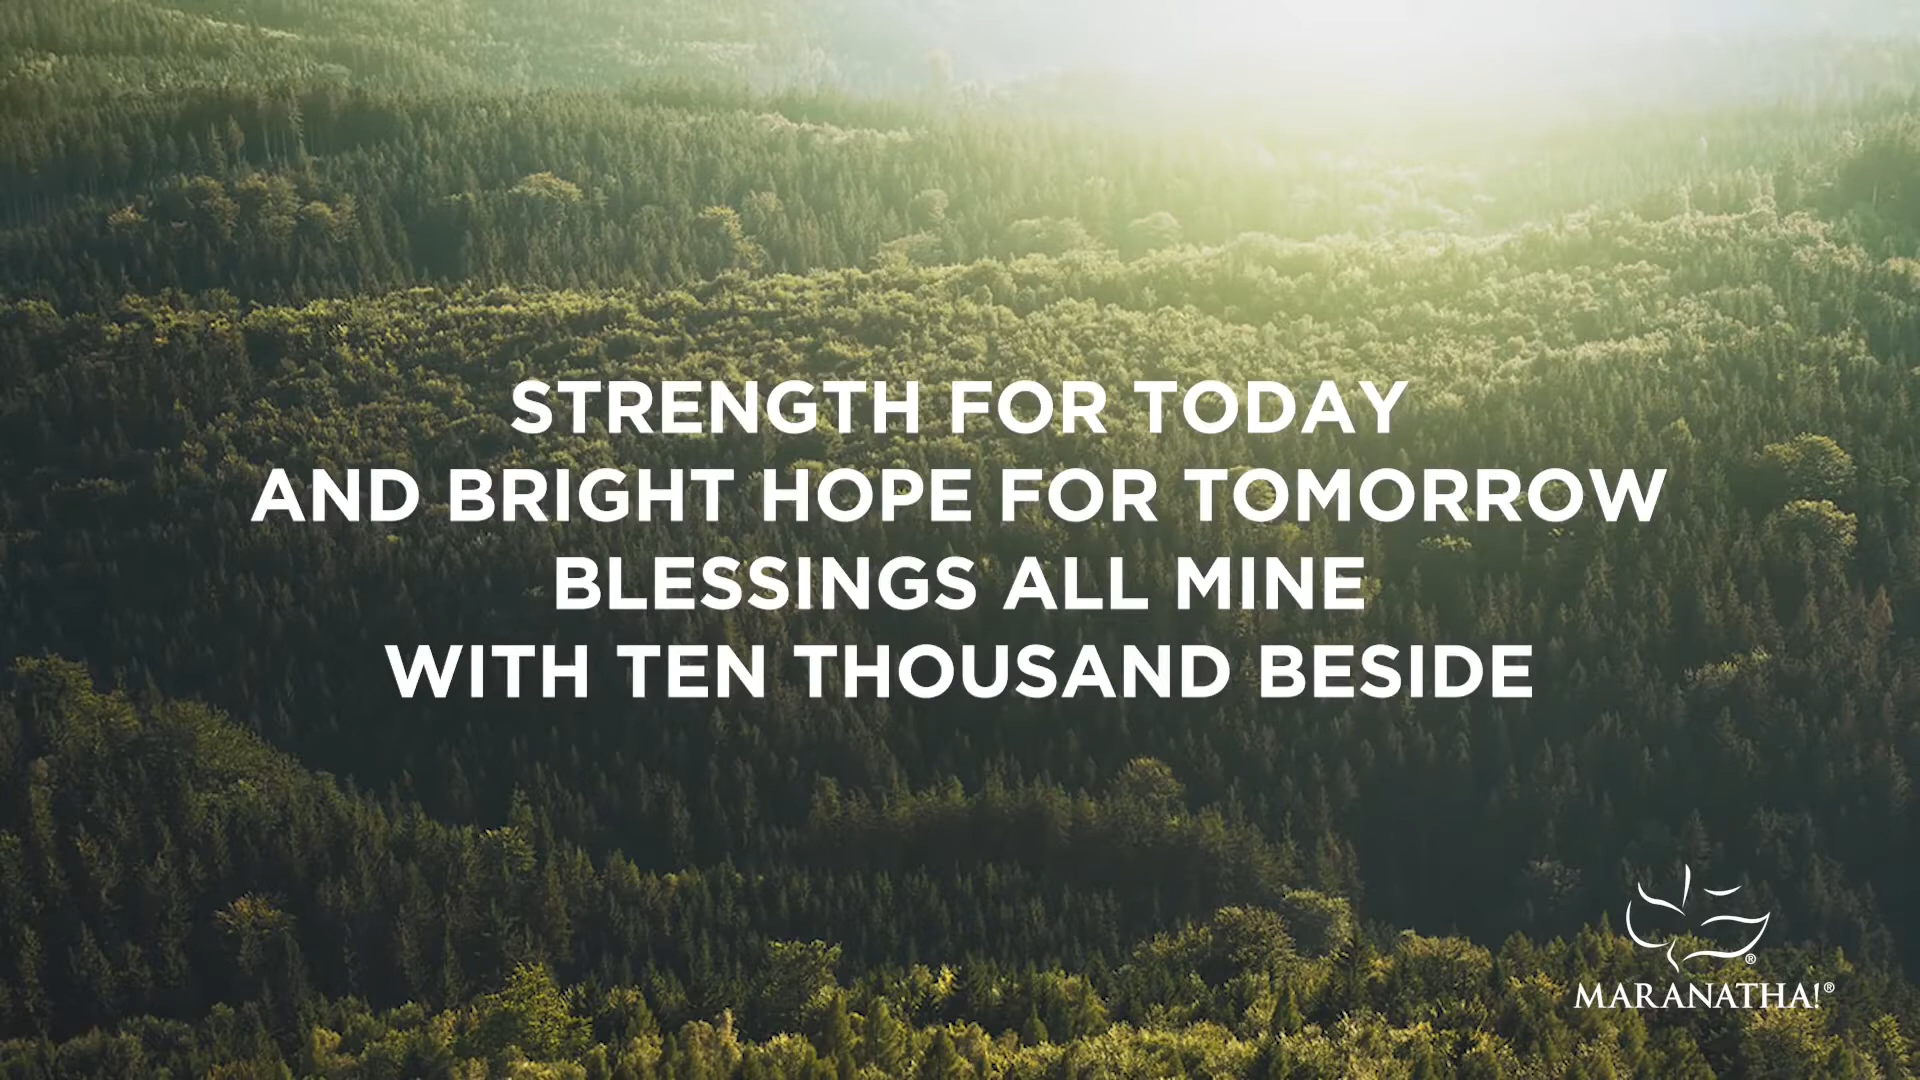 STRENGTH FOR TODAY
AND BRIGHT HOPE FOR TOMORROW
BLESSINGS ALL MINE
WITH TEN THOUSAND BESIDE
®
MARANATHA!®